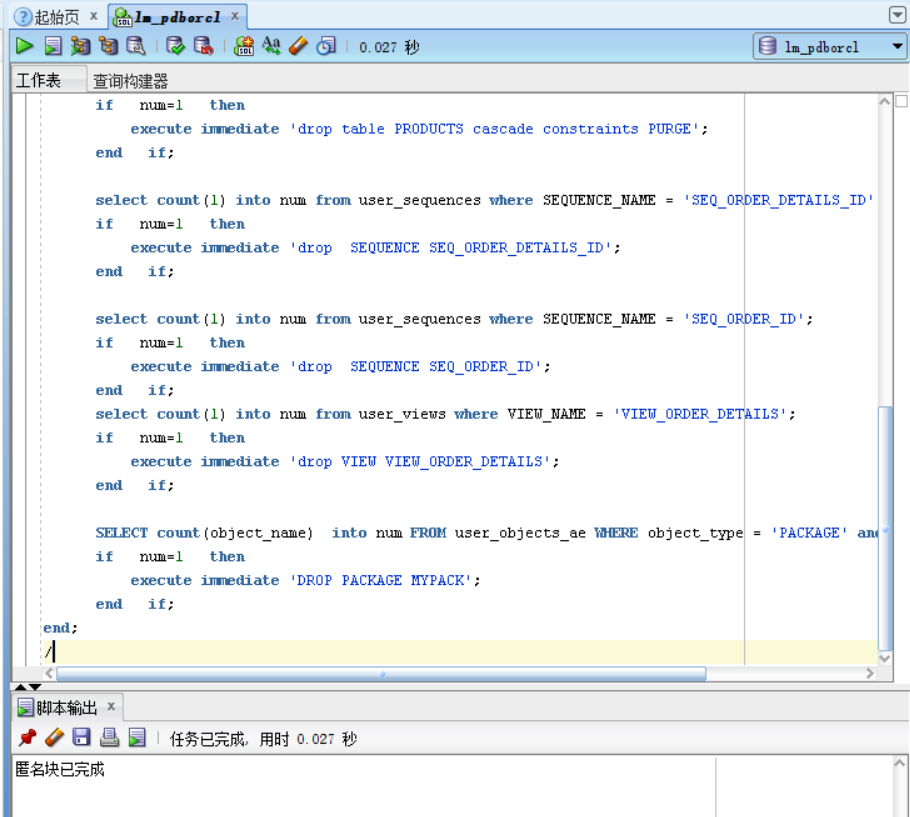 起始页 x lm_pdborcl x
0.027 秒 lm_pdborcl
工作表 查询构建器
if num=1 then
execute immediate 'drop table PRODUCTS cascade constraints PURGE';
end if;
select count(1) into num from user_sequences where SEQUENCE_NAME = 'SEQ_ORDER_DETAILS_ID'
if num=1 then
execute immediate 'drop  SEQUENCE SEQ_ORDER_DETAILS_ID';
end if;
select count(1) into num from user_sequences where SEQUENCE_NAME = 'SEQ_ORDER_ID';
if num=1 then
execute immediate 'drop  SEQUENCE SEQ_ORDER_ID';
end if;
select count(1) into num from user_views where VIEW_NAME = 'VIEW_ORDER_DETAILS';
if num=1 then
execute immediate 'drop VIEW VIEW_ORDER_DETAILS';
end if;
SELECT count(object_name)  into num FROM user_objects_ae WHERE object_type = 'PACKAGE' and
if num=1 then
execute immediate 'DROP PACKAGE MYPACK';
end if;
end;
/
脚本输出 x
任务已完成, 用时 0.027 秒
匿名块已完成